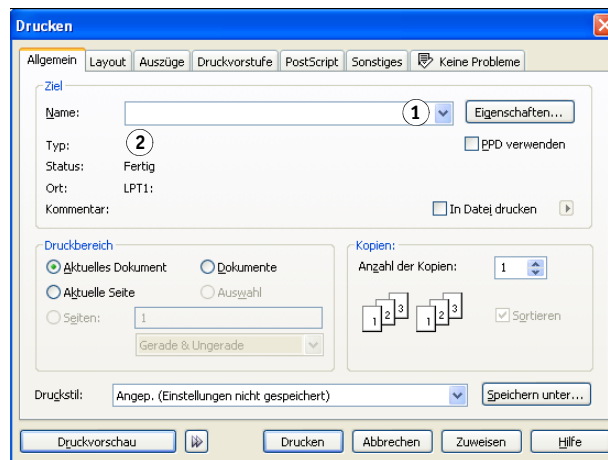 Drucken
Allgemein Layout Auszüge Druckvorstufe PostScript Sonstiges Keine Probleme
Ziel
Name: 1 Eigenschaften...
Typ: 2 PPD verwenden
Status: Fertig
Ort: LPT1:
Kommentar: In Datei drucken
Druckbereich
Aktuelles Dokument Dokumente
Aktuelle Seite Auswahl
Seiten: 1
Gerade & Ungerade
Kopien:
Anzahl der Kopien: 1
1 2 3 1 2 3 Sortieren
Druckstil: Angep. (Einstellungen nicht gespeichert) Speichern unter...
Druckvorschau Drucken Abbrechen Zuweisen Hilfe